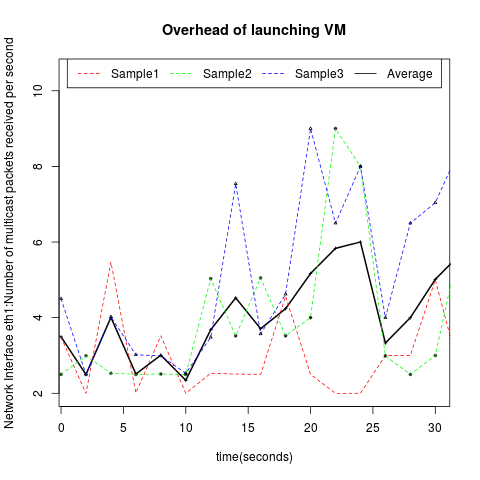 Overhead of launching VM
Sample1 Sample2 Sample3 Average
Network Interface eth1:Number of multicast packets received per second
10
8
6
4
2
0 5 10 15 20 25 30
time(seconds)